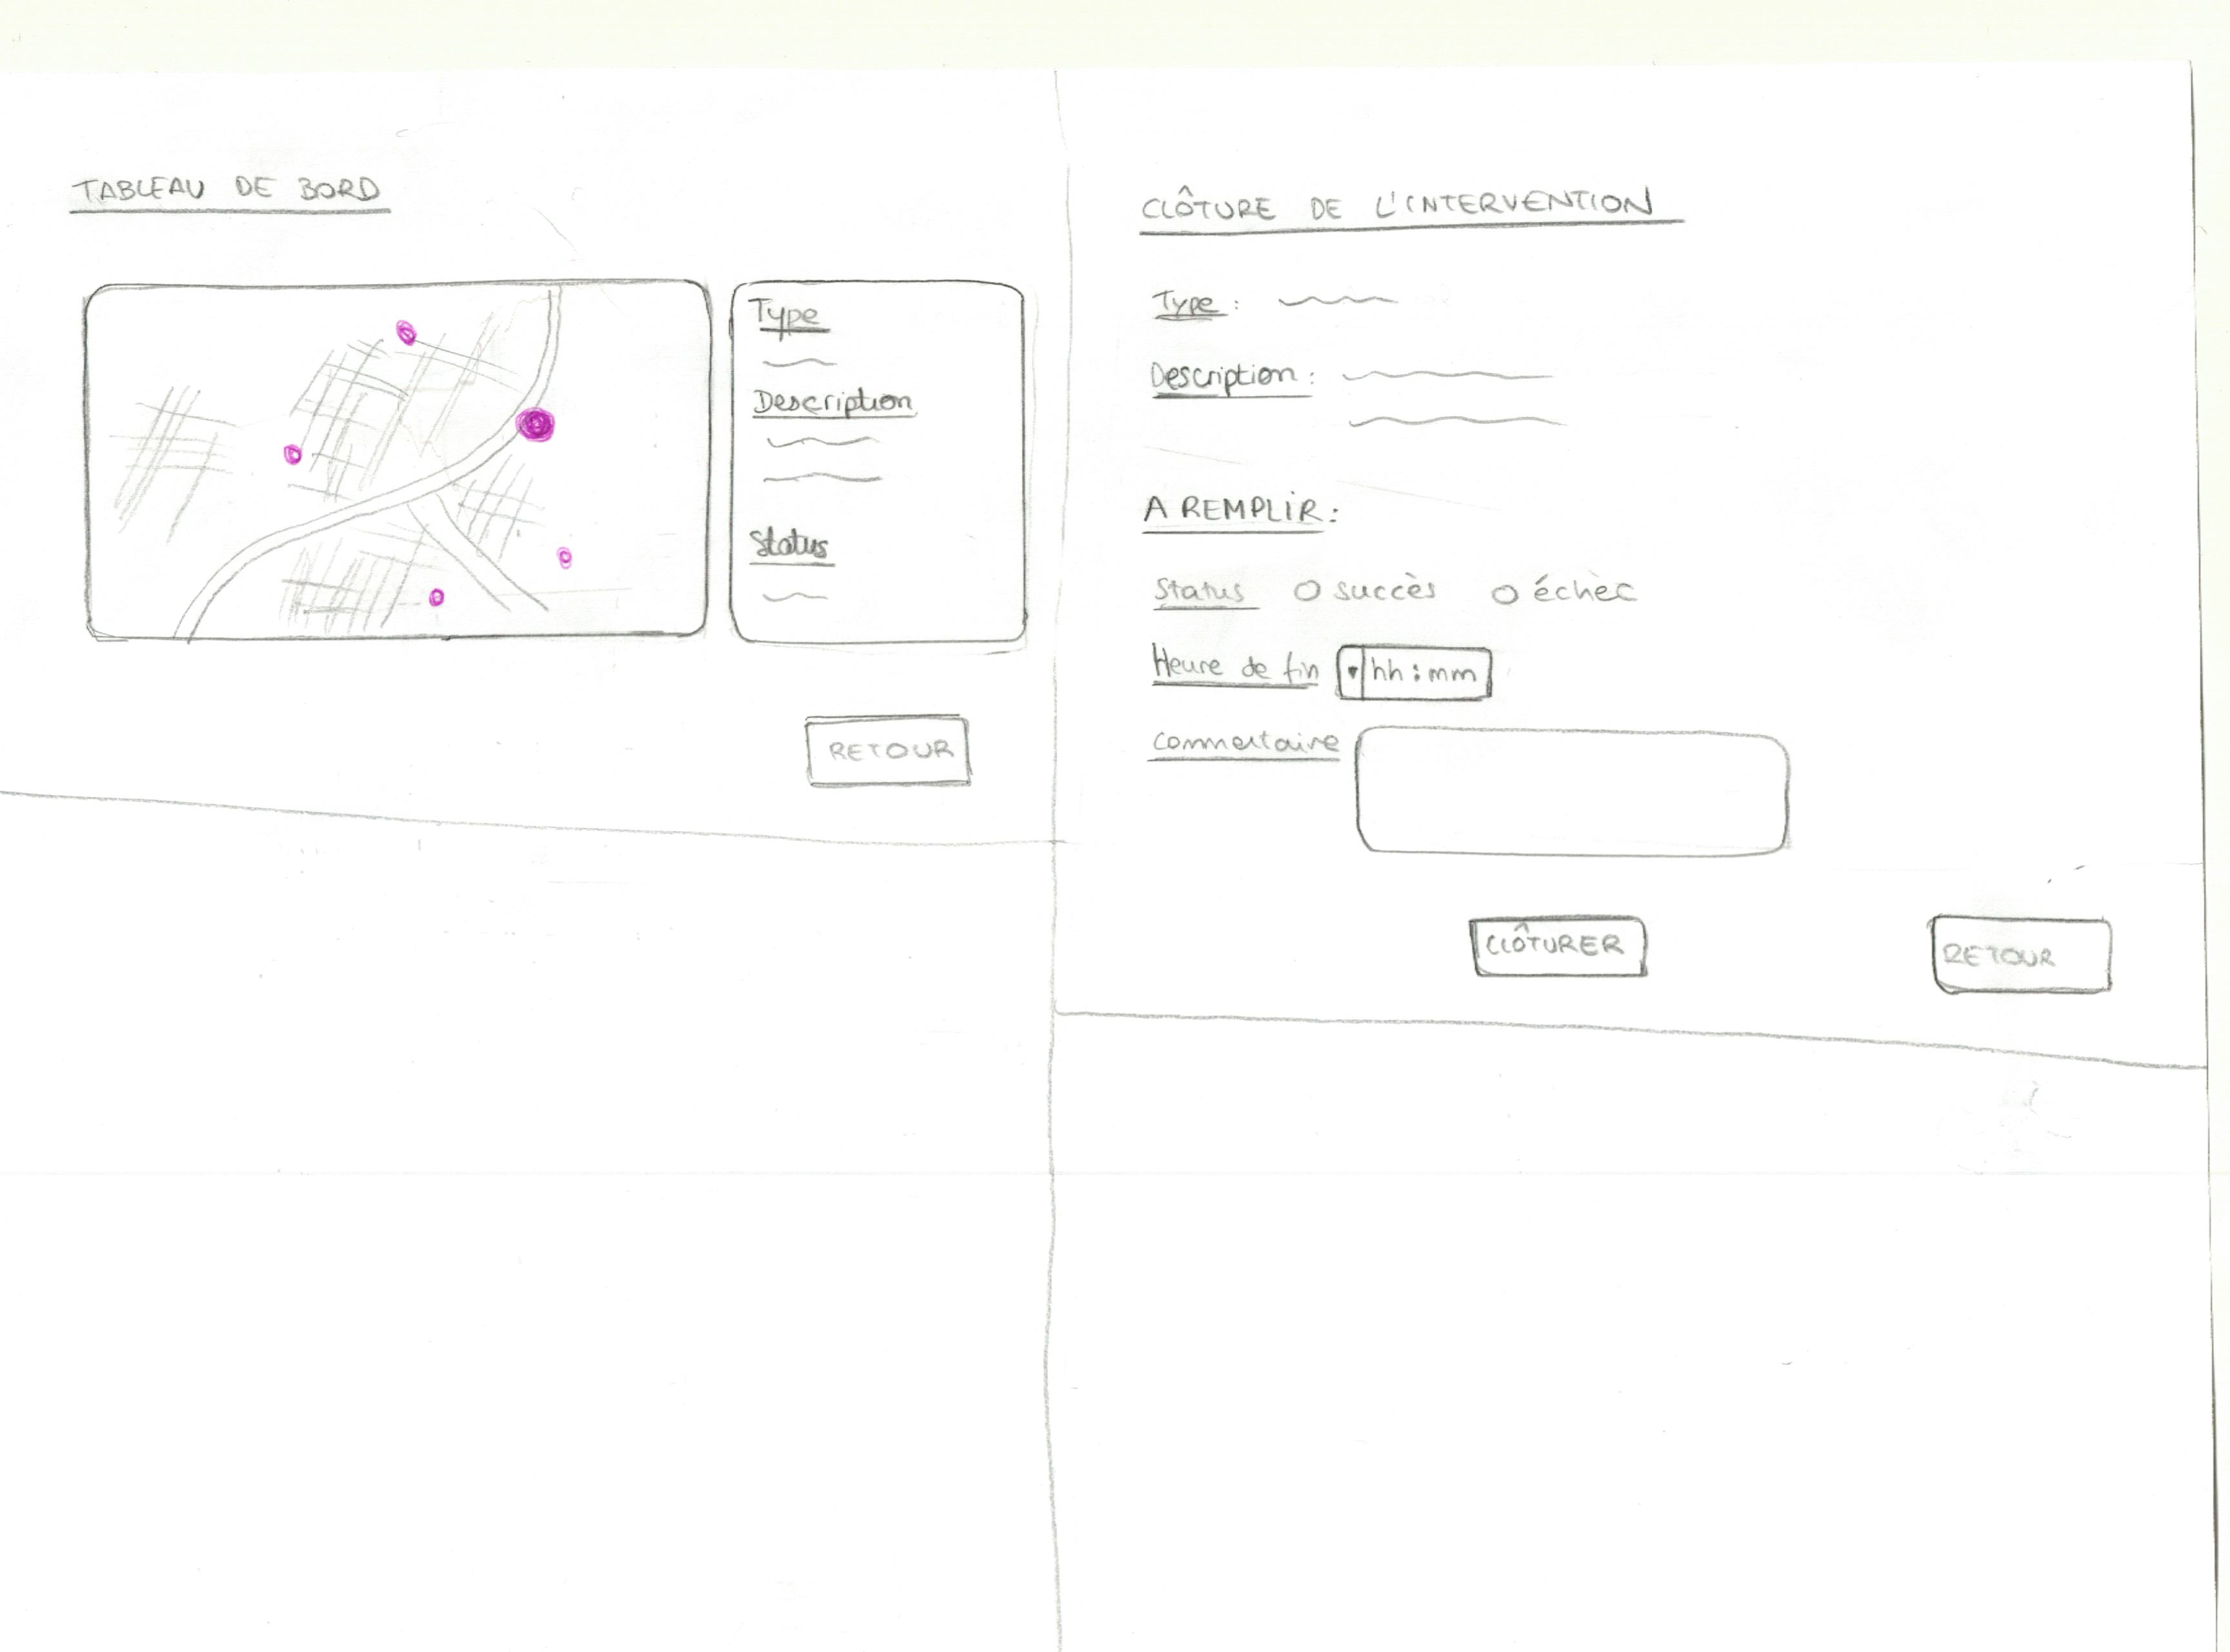 TABLEAU DE BORD
Type
Description
Status
RETOUR
CLÔTURE DE L'INTERVENTION
Type :
Description :
A REMPLIR :
Status O succès O échèc
Heure de fin ▾ hh : mm
Commentaire
CLÔTURER
RETOUR